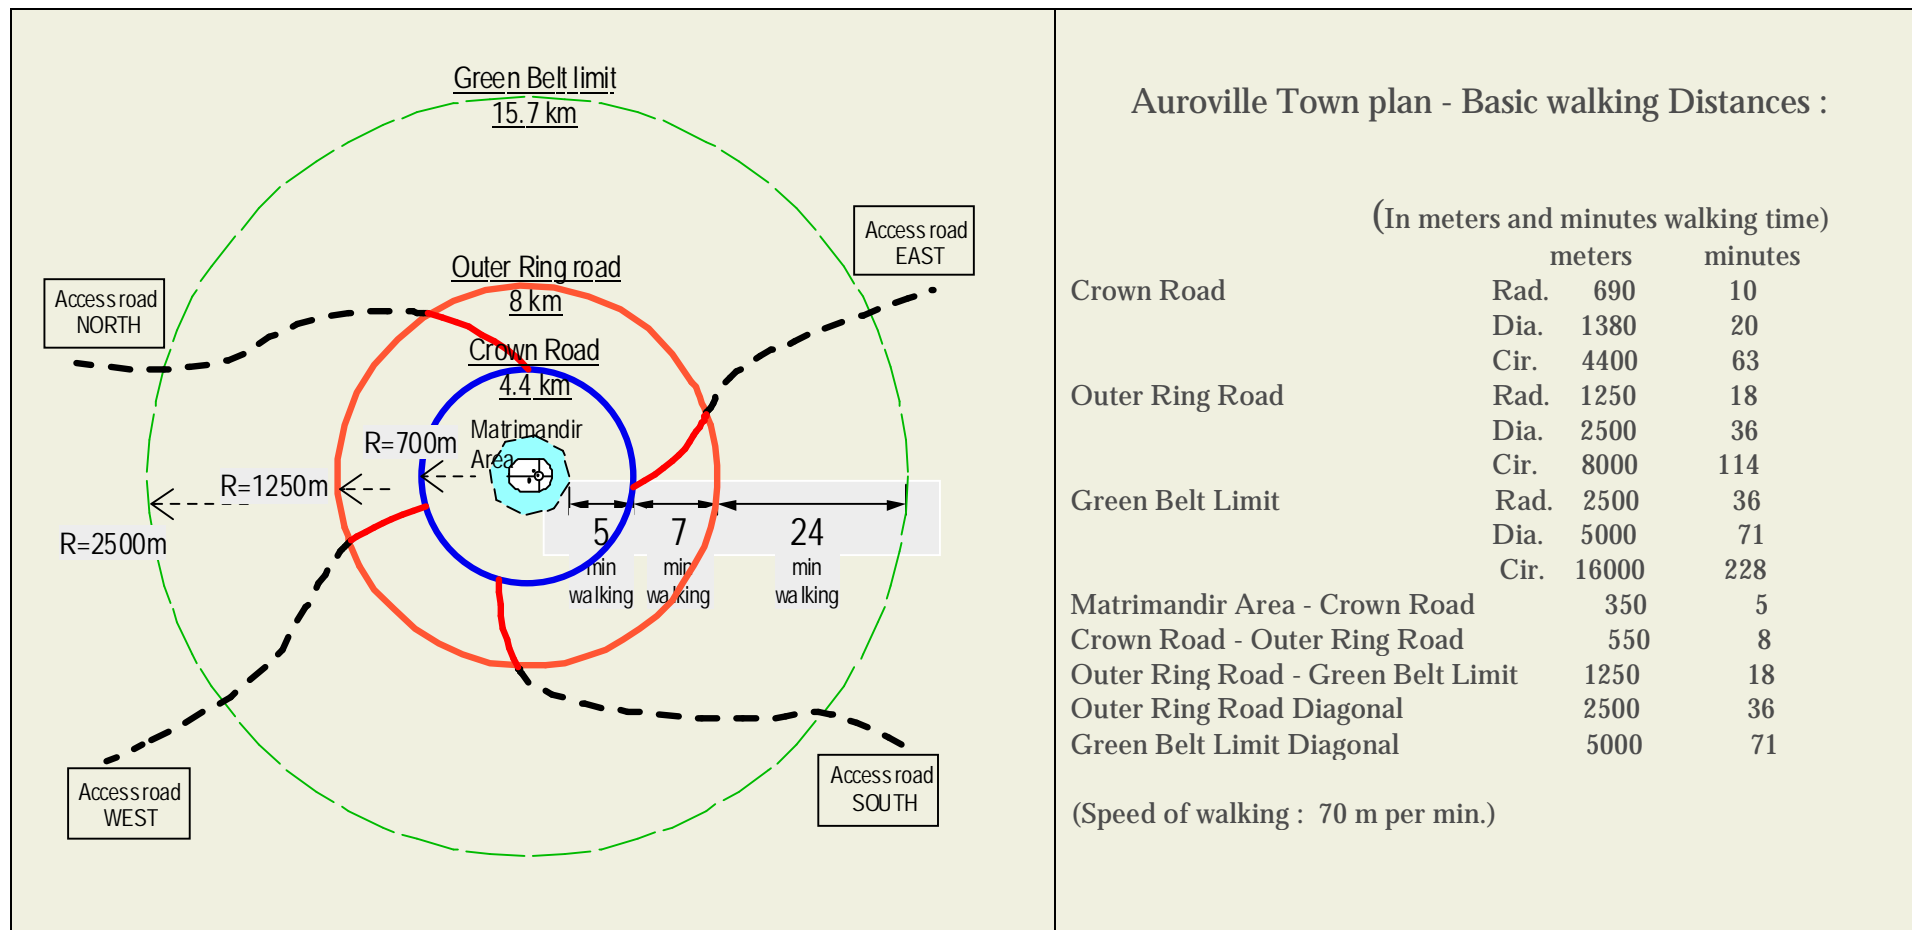 Green Belt limit
15.7 km
Access road
EAST
Outer Ring road
8 km
Access road
NORTH
Crown Road
4.4 km
Matrimandir
Area
R=700m
R=1250m
R=2500m
5
min
walking
7
min
walking
24
min
walking
Access road
WEST
Access road
SOUTH
Auroville Town plan - Basic walking Distances :
(In meters and minutes walking time)
meters minutes
Crown Road Rad. 690 10
Dia. 1380 20
Cir. 4400 63
Outer Ring Road Rad. 1250 18
Dia. 2500 36
Cir. 8000 114
Green Belt Limit Rad. 2500 36
Dia. 5000 71
Cir. 16000 228
Matrimandir Area - Crown Road 350 5
Crown Road - Outer Ring Road 550 8
Outer Ring Road - Green Belt Limit 1250 18
Outer Ring Road Diagonal 2500 36
Green Belt Limit Diagonal 5000 71
(Speed of walking : 70 m per min.)